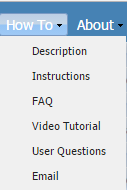 How To About
Description
Instructions
FAQ
Video Tutorial
User Questions
Email